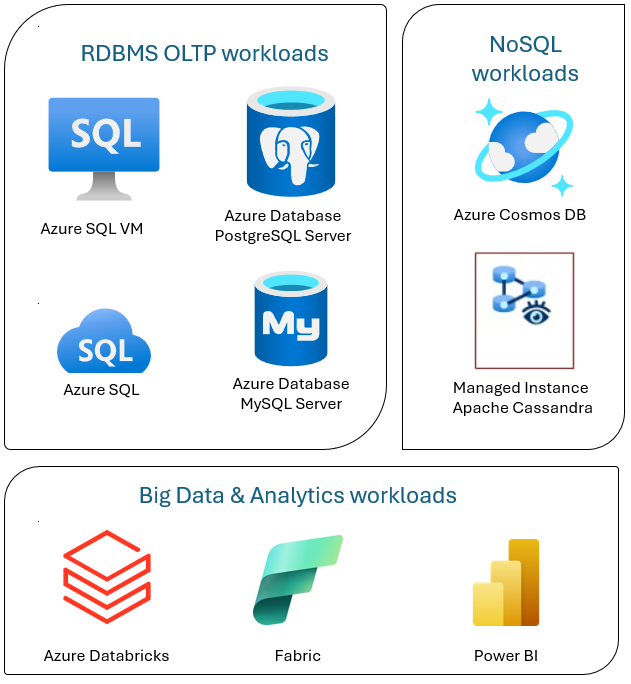 RDBMS OLTP workloads
SQL
Azure SQL VM
Azure Database
PostgreSQL Server
SQL
Azure SQL
My
Azure Database
MySQL Server
NoSQL
workloads
Azure Cosmos DB
Managed Instance
Apache Cassandra
Big Data & Analytics workloads
Azure Databricks
Fabric
Power BI